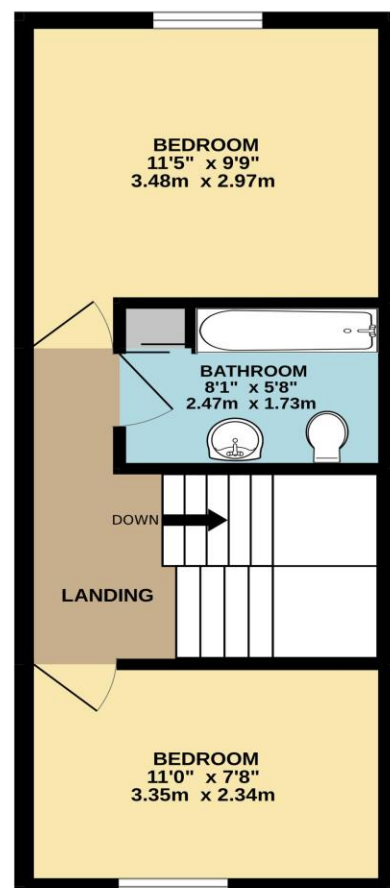 BEDROOM
11'5" x 9'9"
3.48m x 2.97m
BATHROOM
8'1" x 5'8"
2.47m x 1.73m
DOWN
LANDING
BEDROOM
11'0" x 7'8"
3.35m x 2.34m